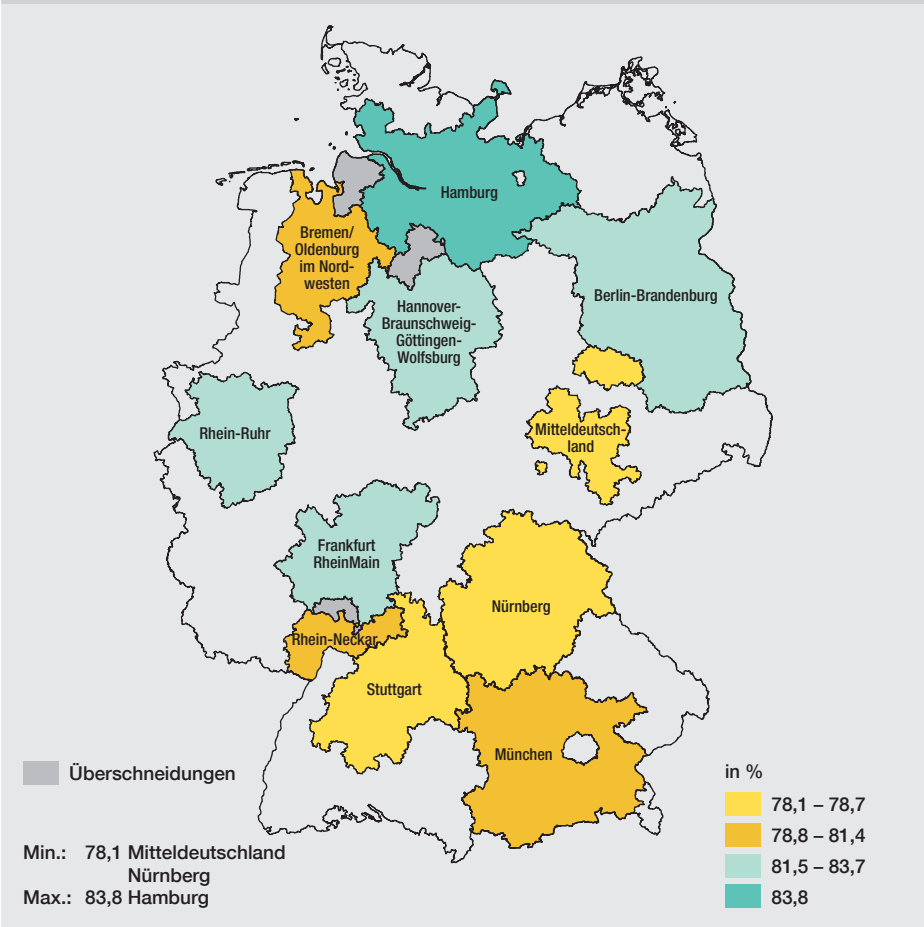 Hamburg
Bremen/
Oldenburg
im Nord-
westen
Berlin-Brandenburg
Hannover-
Braunschweig-
Göttingen-
Wolfsburg
Rhein-Ruhr
Mitteldeutsch-
land
Frankfurt
RheinMain
Nürnberg
Rhein-Neckar
Stuttgart
München
Überschneidungen
Min.: 78,1 Mitteldeutschland
Nürnberg
Max.: 83,8 Hamburg
in %
78,1 – 78,7
78,8 – 81,4
81,5 – 83,7
83,8